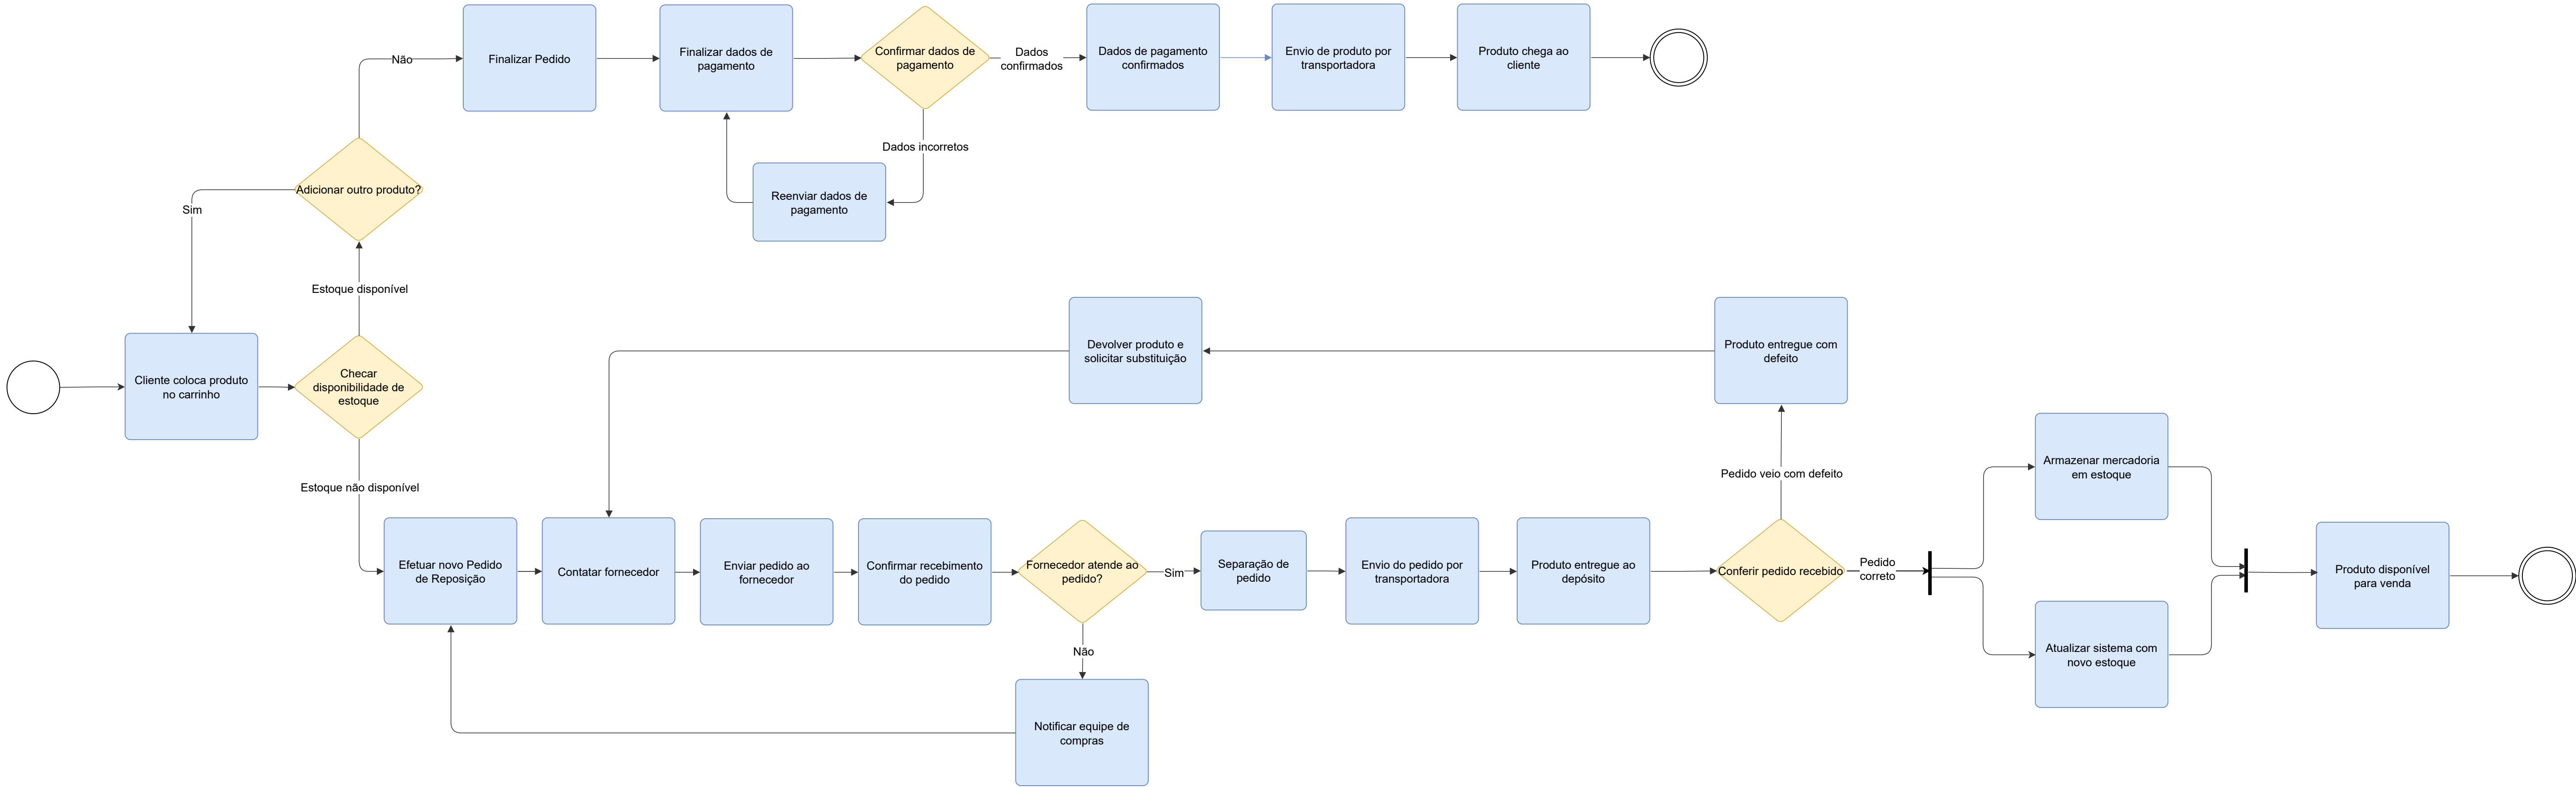 Não
Finalizar Pedido
Finalizar dados de
pagamento
Confirmar dados de
pagamento
Dados
confirmados
Dados de pagamento
confirmados
Envio de produto por
transportadora
Produto chega ao
cliente
Dados incorretos
Reenviar dados de
pagamento
Adicionar outro produto?
Sim
Estoque disponível
Cliente coloca produto
no carrinho
Checar
disponibilidade de
estoque
Estoque não disponível
Devolver produto e
solicitar substituição
Produto entregue com
defeito
Pedido veio com defeito
Efetuar novo Pedido
de Reposição
Contatar fornecedor
Enviar pedido ao
fornecedor
Confirmar recebimento
do pedido
Fornecedor atende ao
pedido?
Sim
Separação de
pedido
Envio do pedido por
transportadora
Produto entregue ao
depósito
Conferir pedido recebido
Pedido
correto
Armazenar mercadoria
em estoque
Atualizar sistema com
novo estoque
Produto disponível
para venda
Não
Notificar equipe de
compras